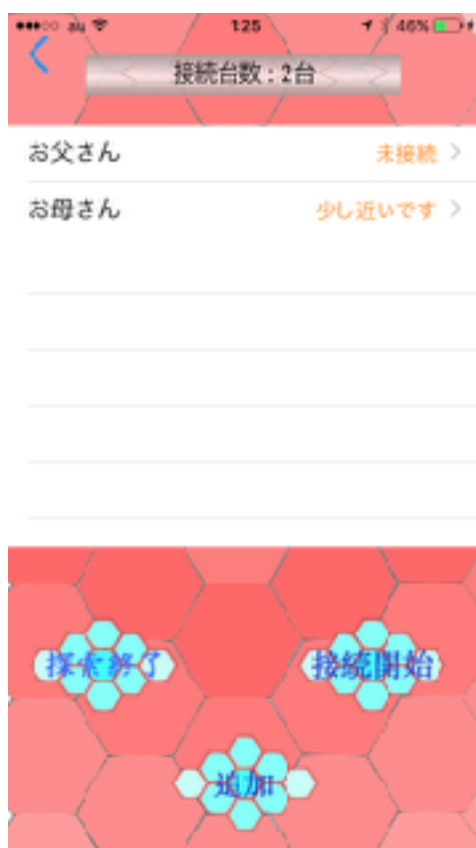 au 1:25 46%
接続台数：2台
お父さん 未接続
お母さん 少し近いです
探索終了 接続開始
追加